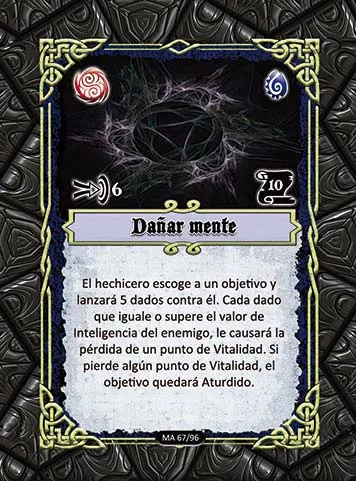 6
10
Dañar mente
El hechicero escoge a un objetivo y
lanzará 5 dados contra él. Cada dado
que iguale o supere el valor de
Inteligencia del enemigo, le causará la
pérdida de un punto de Vitalidad. Si
pierde algún punto de Vitalidad, el
objetivo quedará Aturdido.
MA 67/96